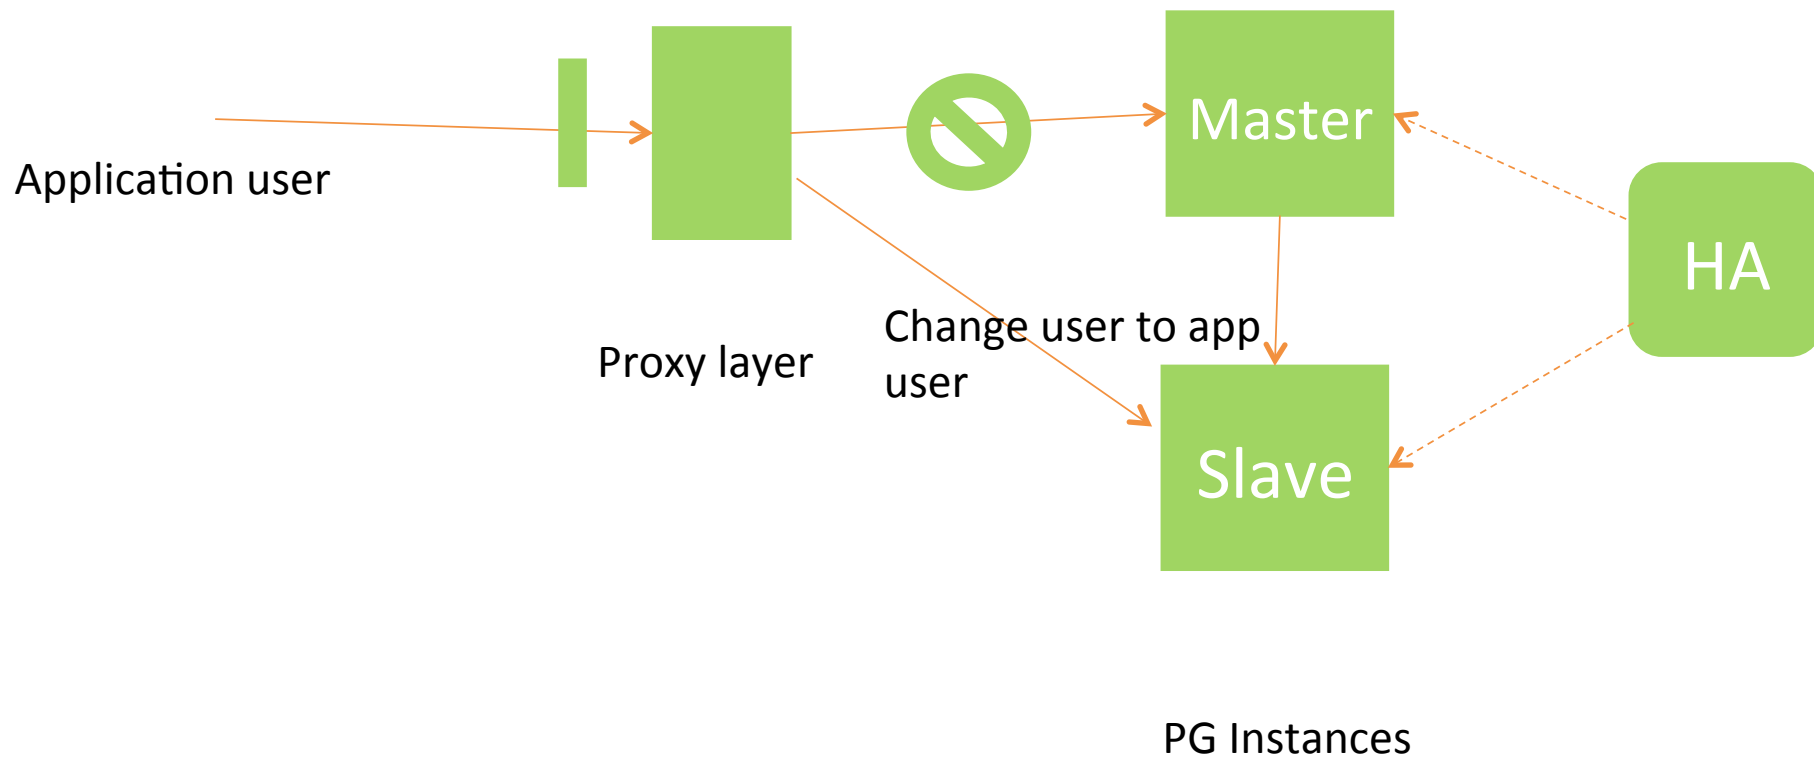 Master
Application user
HA
Change user to app
user
Proxy layer
Slave
PG Instances